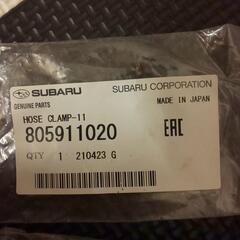 SUBARU
SUBARU CORPORATION
GENUINE PARTS
MADE IN JAPAN
HOSE CLAMP-11
805911020
EAC
QTY 1 210423 G